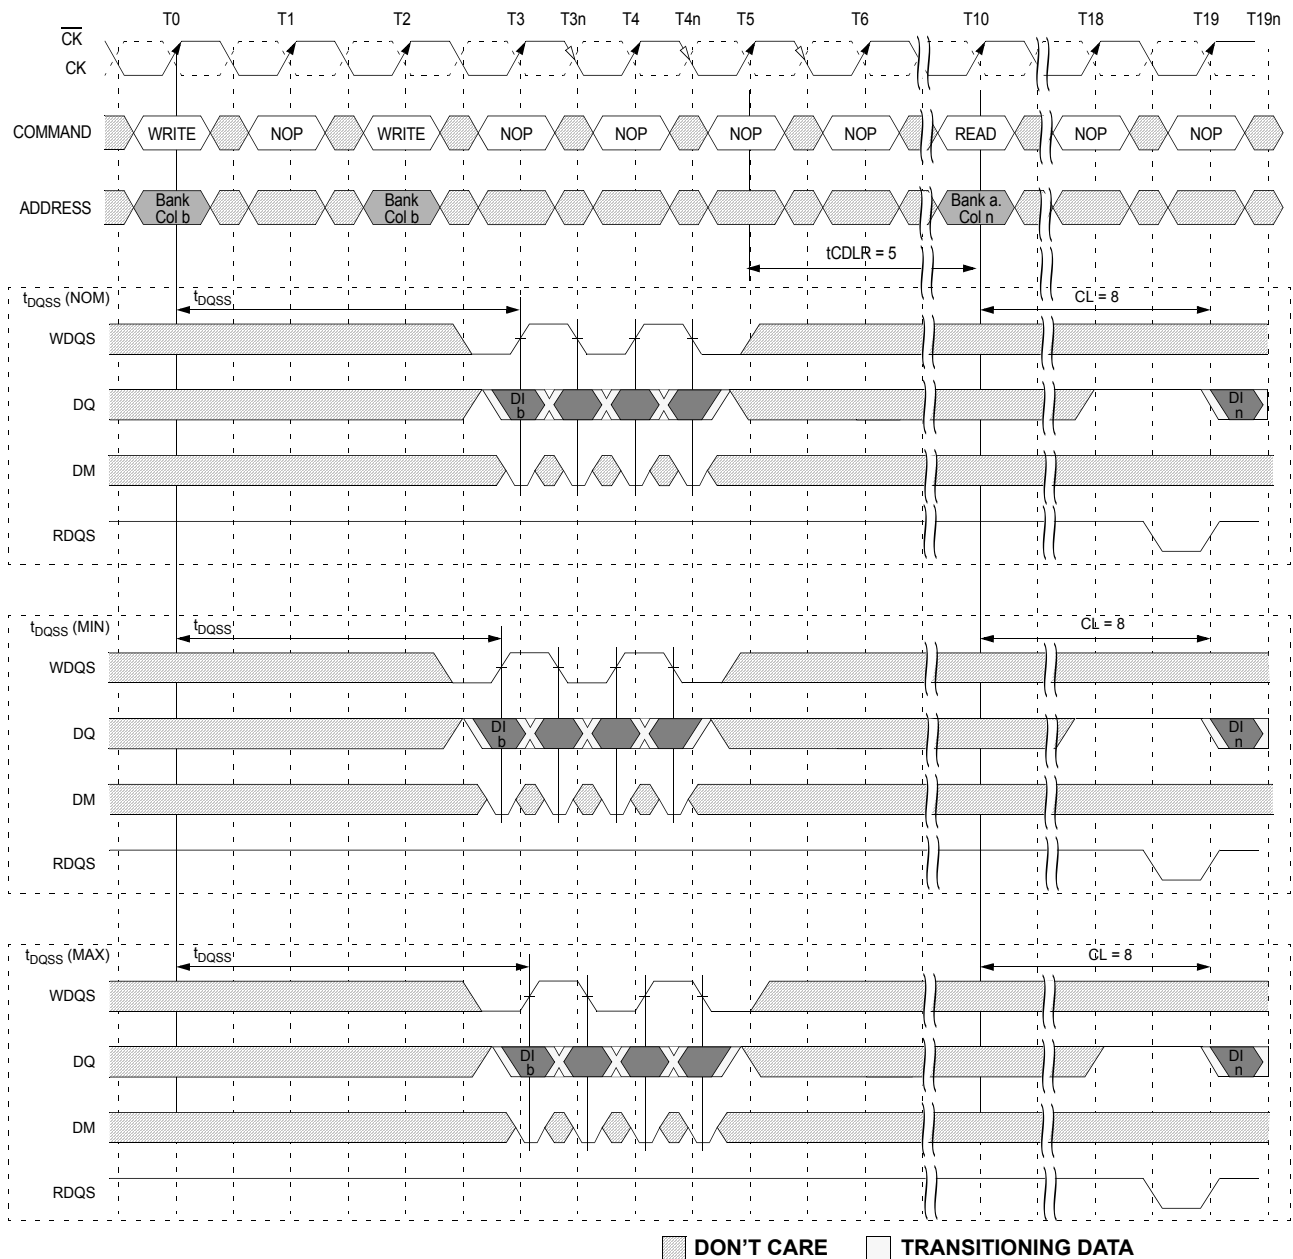 T0 T1 T2 T3 T3n T4 T4n T5 T6 T10 T18 T19 T19n
CK
CK
COMMAND WRITE NOP WRITE NOP NOP NOP NOP READ NOP NOP
ADDRESS Bank Col b Bank Col b Bank a. Col n
tCDLR = 5
tDQSS (NOM) tDQSS CL = 8
WDQS
DQ DI b DI n
DM
RDQS
tDQSS (MIN) tDQSS CL = 8
WDQS
DQ DI b DI n
DM
RDQS
tDQSS (MAX) tDQSS CL = 8
WDQS
DQ DI b DI n
DM
RDQS
DON'T CARE TRANSITIONING DATA